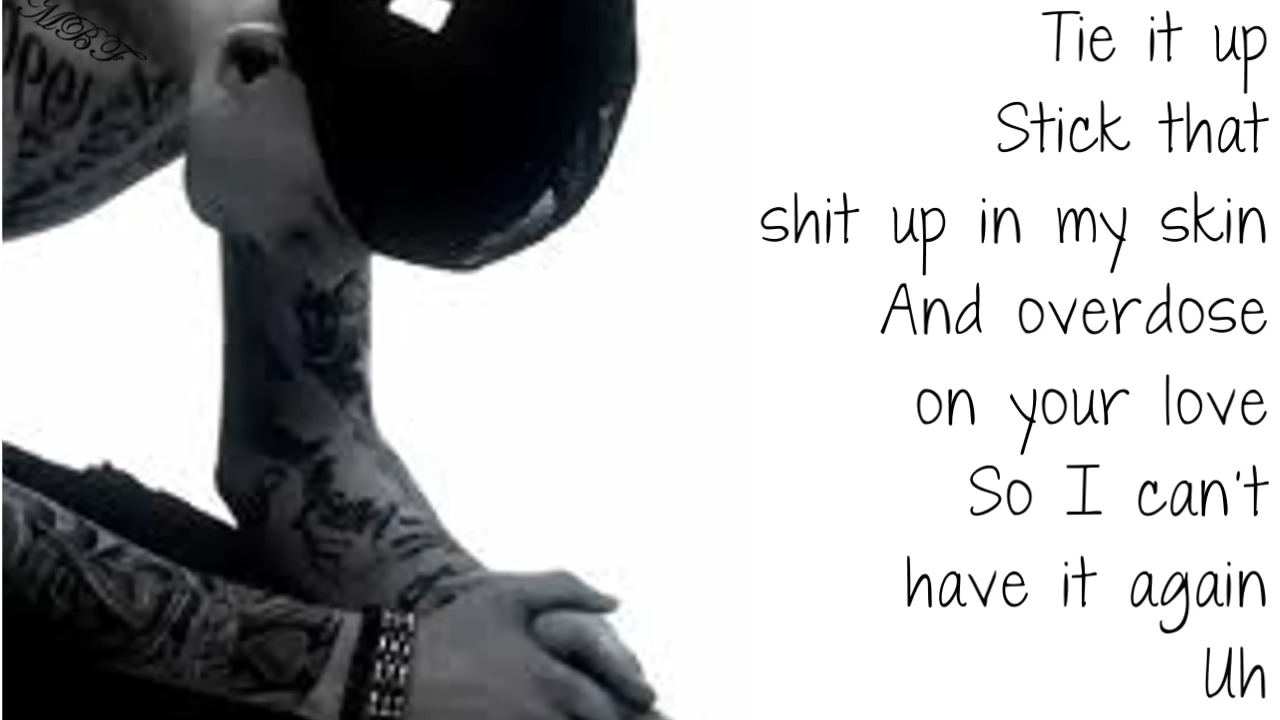 MBF
Tie it up
Stick that
shit up in my skin
And overdose
on your love
So I can't
have it again
Uh